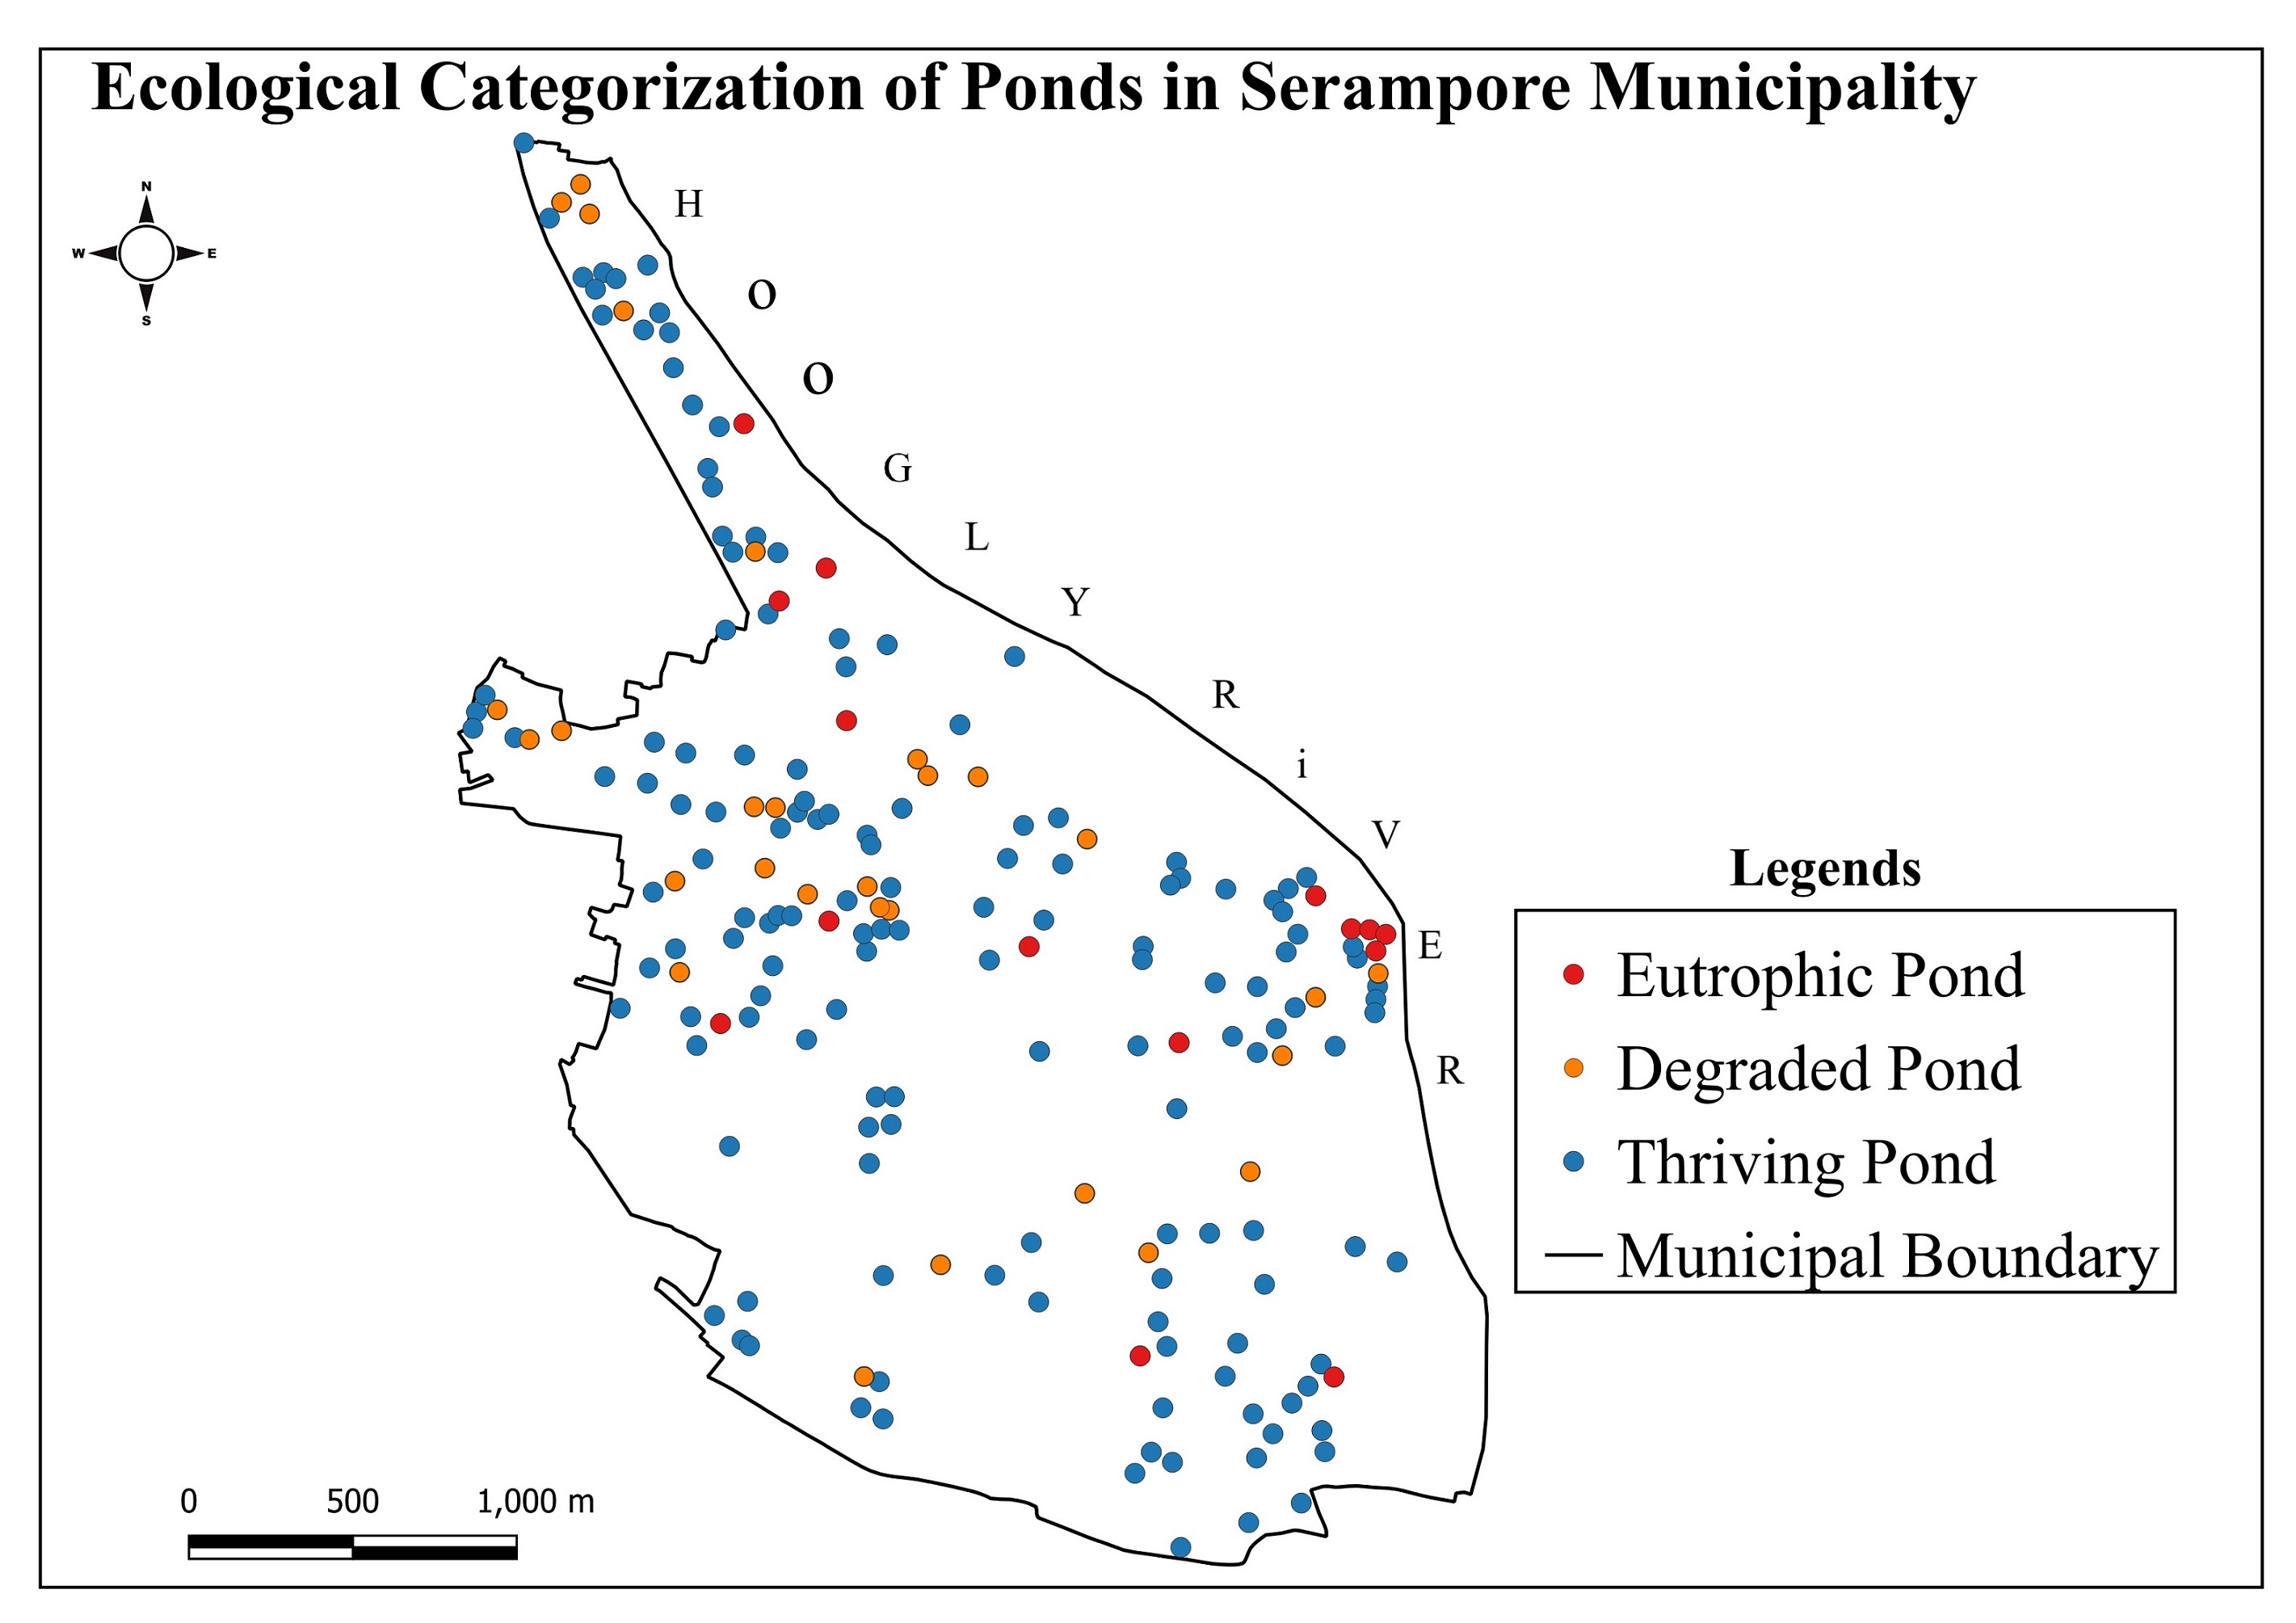 Ecological Categorization of Ponds in Serampore Municipality
N
W E
S
H
O
O
G
L
Y
R
i
V
E
R
Legends
Eutrophic Pond
Degraded Pond
Thriving Pond
Municipal Boundary
0 500 1,000 m